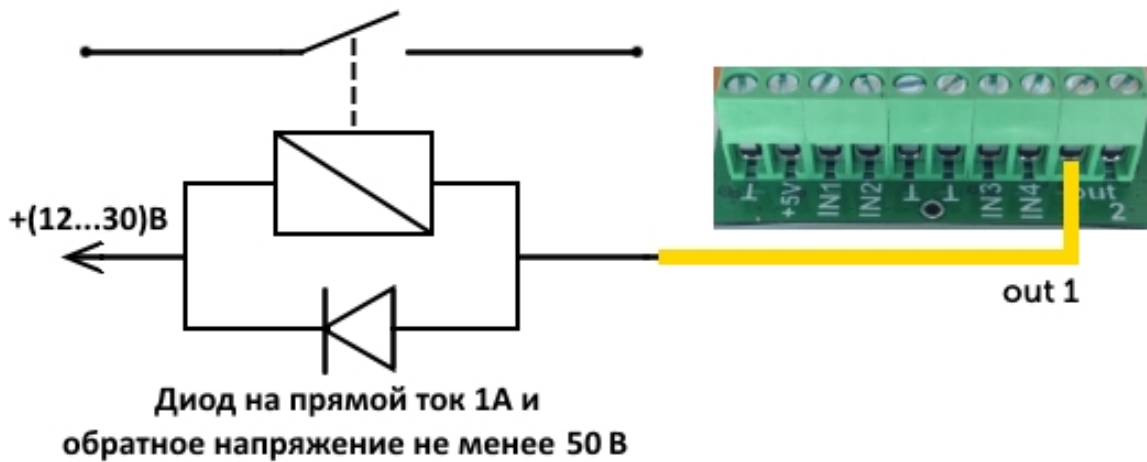 +(12...30)В
+5V
IN1
IN2
IN3
IN4
out
2
out 1
Диод на прямой ток 1А и
обратное напряжение не менее 50 В